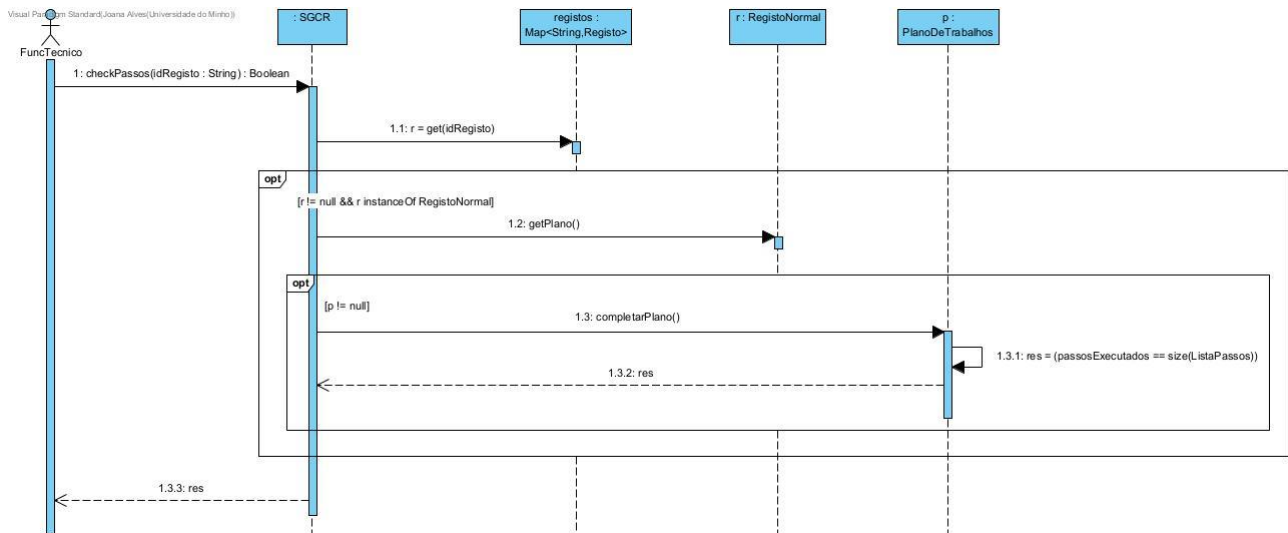 Visual Paradigm Standard(Joana Alves(Universidade do Minho))
FuncTecnico
: SGCR
registos :
Map<String,Registo>
r : RegistoNormal
p :
PlanoDeTrabalhos
1: checkPassos(idRegisto : String) : Boolean
1.1: r = get(idRegisto)
opt
[r != null && r instanceOf RegistoNormal]
1.2: getPlano()
opt
[p != null]
1.3: completarPlano()
1.3.1: res = (passosExecutados == size(ListaPassos))
1.3.2: res
1.3.3: res